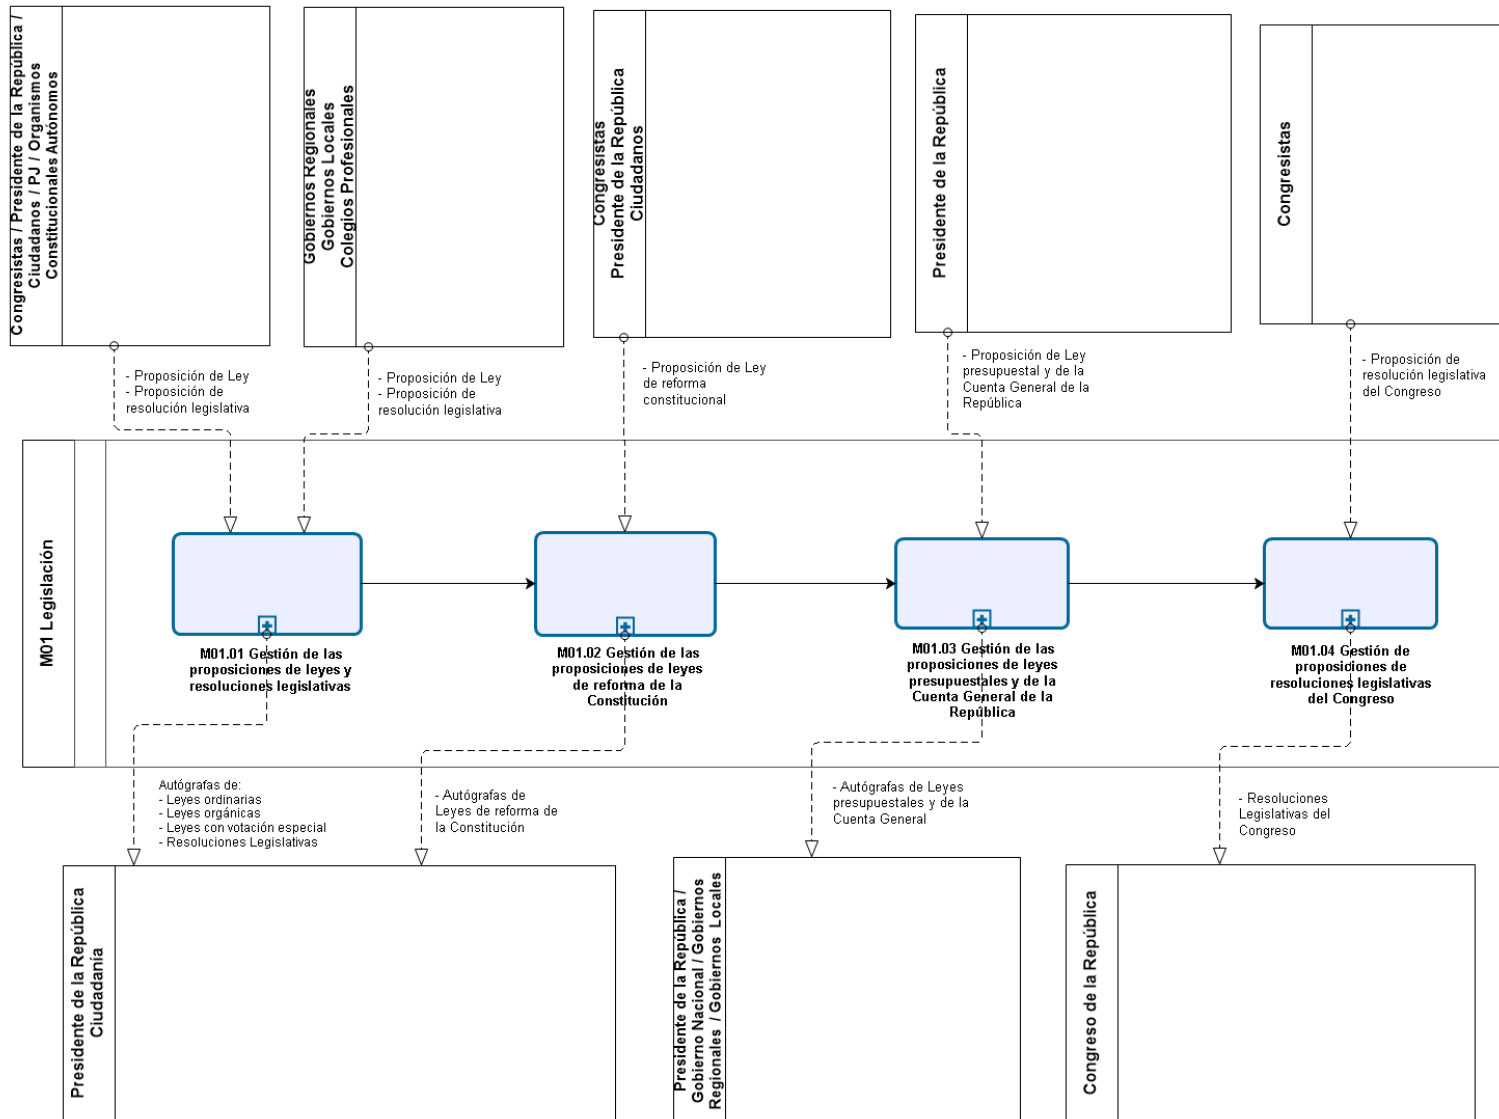 Congresistas / Presidente de la República /
Ciudadanos / PJ / Organismos
Constitucionales Autónomos
Gobiernos Regionales
Gobiernos Locales
Colegios Profesionales
Congresistas
Presidente de la República
Ciudadanos
Presidente de la República
Congresistas
- Proposición de Ley
- Proposición de
resolución legislativa
- Proposición de Ley
- Proposición de
resolución legislativa
- Proposición de Ley
de reforma
constitucional
- Proposición de Ley
presupuestal y de la
Cuenta General de la
República
- Proposición de
resolución legislativa
del Congreso
M01 Legislación
M01.01 Gestión de las
proposiciones de leyes y
resoluciones legislativas
M01.02 Gestión de las
proposiciones de leyes
de reforma de la
Constitución
M01.03 Gestión de las
proposiciones de leyes
presupuestales y de la
Cuenta General de la
República
M01.04 Gestión de
proposiciones de
resoluciones legislativas
del Congreso
Autógrafas de:
- Leyes ordinarias
- Leyes orgánicas
- Leyes con votación especial
- Resoluciones Legislativas
- Autógrafas de
Leyes de reforma de
la Constitución
- Autógrafas de Leyes
presupuestales y de la
Cuenta General
- Resoluciones
Legislativas del
Congreso
Presidente de la República
Ciudadanía
Presidente de la República /
Gobierno Nacional / Gobiernos
Regionales / Gobiernos Locales
Congreso de la República